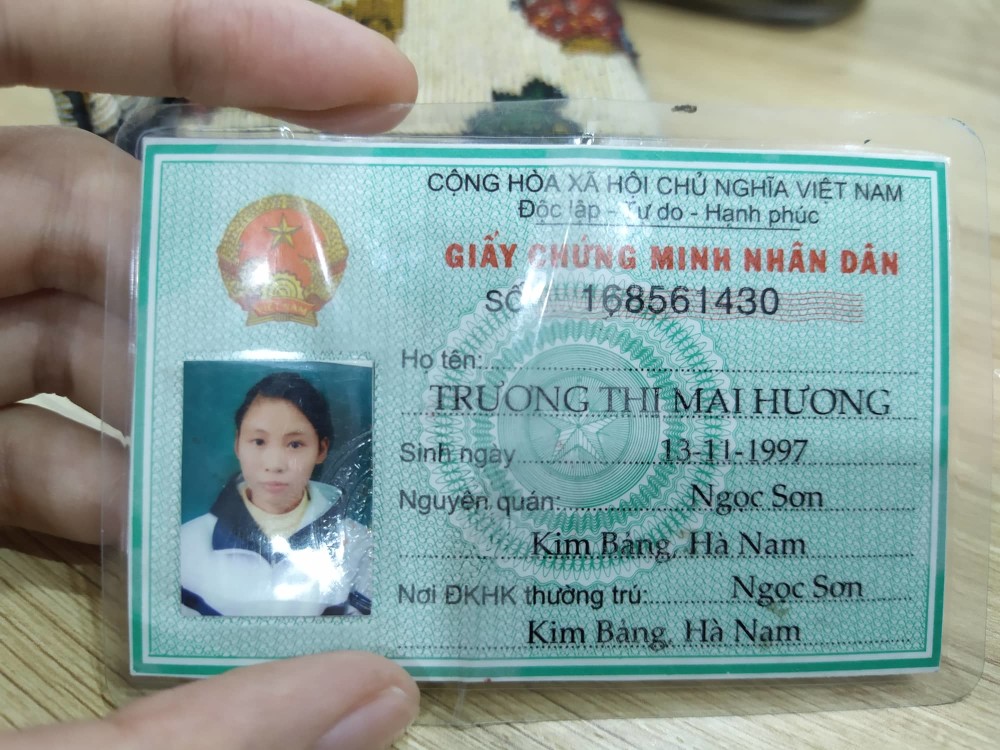 CỘNG HÒA XÃ HỘI CHỦ NGHĨA VIỆT NAM
Độc lập - Tự do - Hạnh phúc
GIẤY CHỨNG MINH NHÂN DÂN
SỐ 168561430
Họ tên:
TRƯƠNG THỊ MAI HƯƠNG
Sinh ngày 13-11-1997
Nguyên quán: Ngọc Sơn
Kim Bảng, Hà Nam
Nơi ĐKHK thường trú: Ngọc Sơn
Kim Bảng, Hà Nam